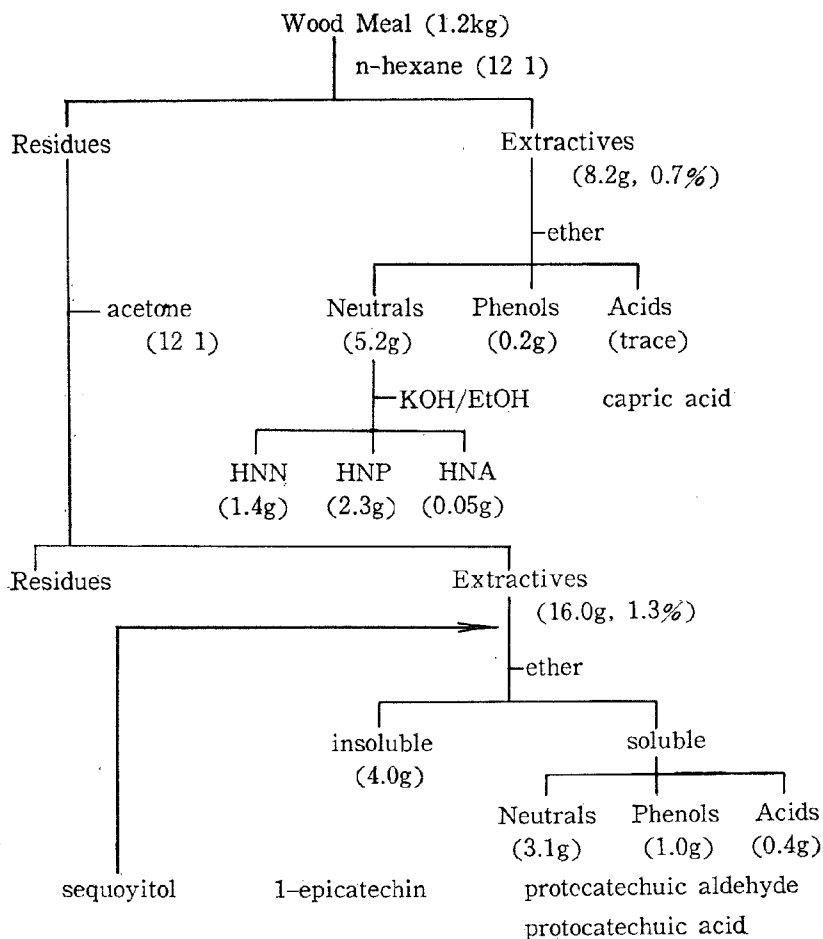 Wood Meal (1.2kg)
n-hexane (12 1)
Residues
Extractives
(8.2g, 0.7%)
ether
acetone
(12 1)
Neutrals
(5.2g)
Phenols
(0.2g)
Acids
(trace)
KOH/EtOH
capric acid
HNN
(1.4g)
HNP
(2.3g)
HNA
(0.05g)
Residues
Extractives
(16.0g, 1.3%)
ether
insoluble
(4.0g)
soluble
Neutrals
(3.1g)
Phenols
(1.0g)
Acids
(0.4g)
sequoyitol
1-epicatechin
protocatechuic aldehyde
protocatechuic acid